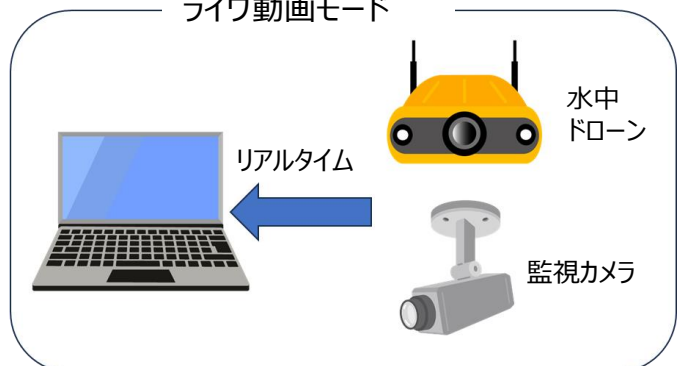 ライブ動画モード
水中
ドローン
リアルタイム
監視カメラ